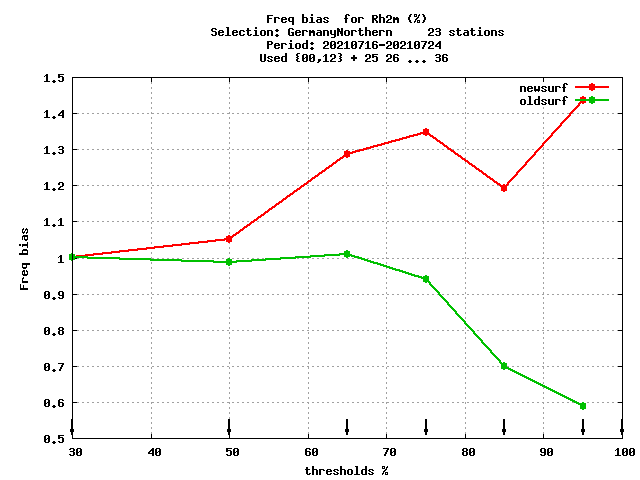 Freq bias  for Rh2m (%)
Selection: GermanyNorthern     23 stations
Period: 20210716-20210724
Used {00,12} + 25 26 ... 36
newsurf
oldsurf
1.5
1.4
1.3
1.2
1.1
1
0.9
0.8
0.7
0.6
0.5
Freq bias
30 40 50 60 70 80 90 100
thresholds %